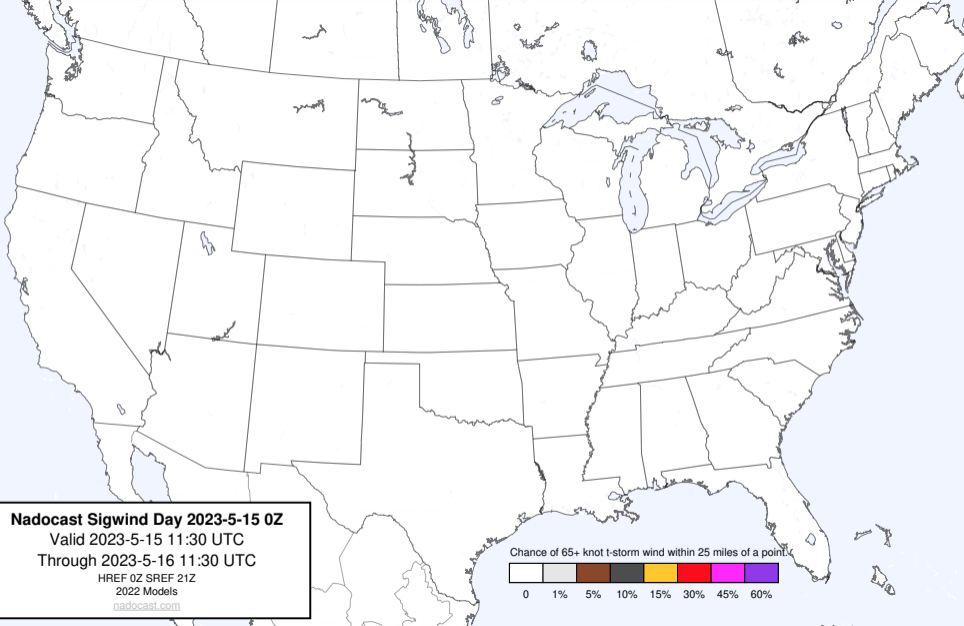 Nadocast Sigwind Day 2023-5-15 0Z
Valid 2023-5-15 11:30 UTC
Through 2023-5-16 11:30 UTC
HREF 0Z SREF 21Z
2022 Models
nadocast.com
Chance of 65+ knot t-storm wind within 25 miles of a point.
0 1% 5% 10% 15% 30% 45% 60%